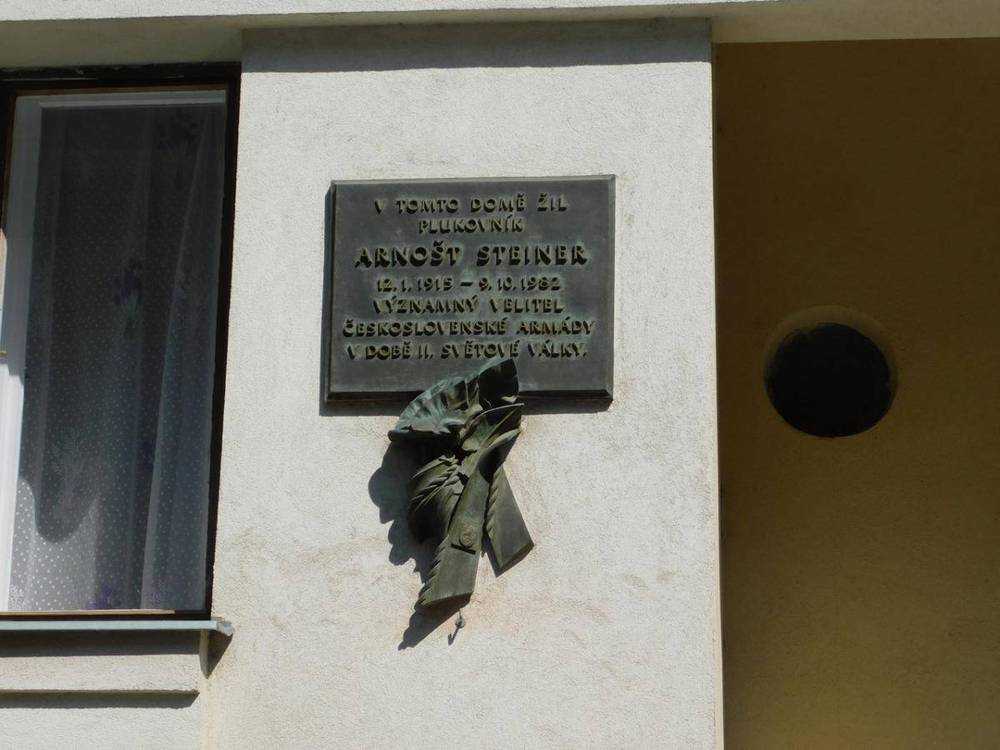 V TOMTO DOMĚ ŽIL
PLUKOVNÍK
ARNOŠT STEINER
12.1.1915 – 9.10.1982
VÝZNAMNÝ VELITEL
ČESKOSLOVENSKÉ ARMÁDY
V DOBĚ II. SVĚTOVÉ VÁLKY.